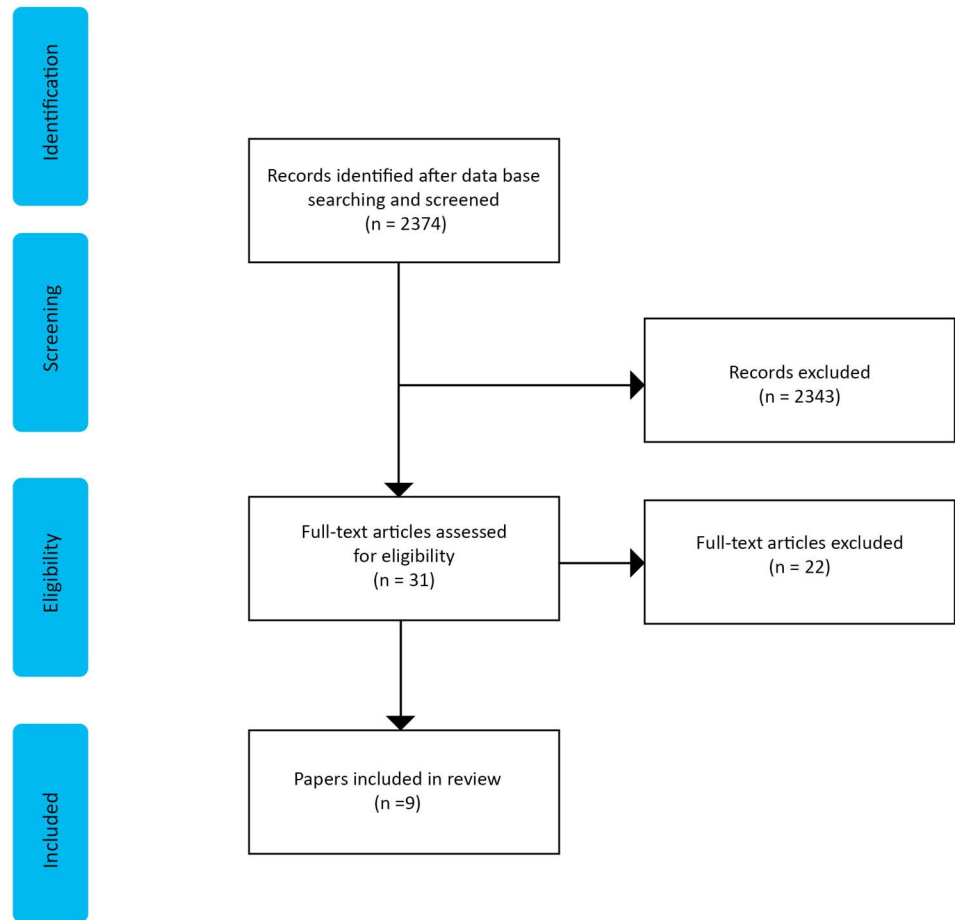 Identification
Records identified after data base
searching and screened
(n = 2374)
Screening
Records excluded
(n = 2343)
Eligibility
Full-text articles assessed
for eligibility
(n = 31)
Full-text articles excluded
(n = 22)
Included
Papers included in review
(n =9)